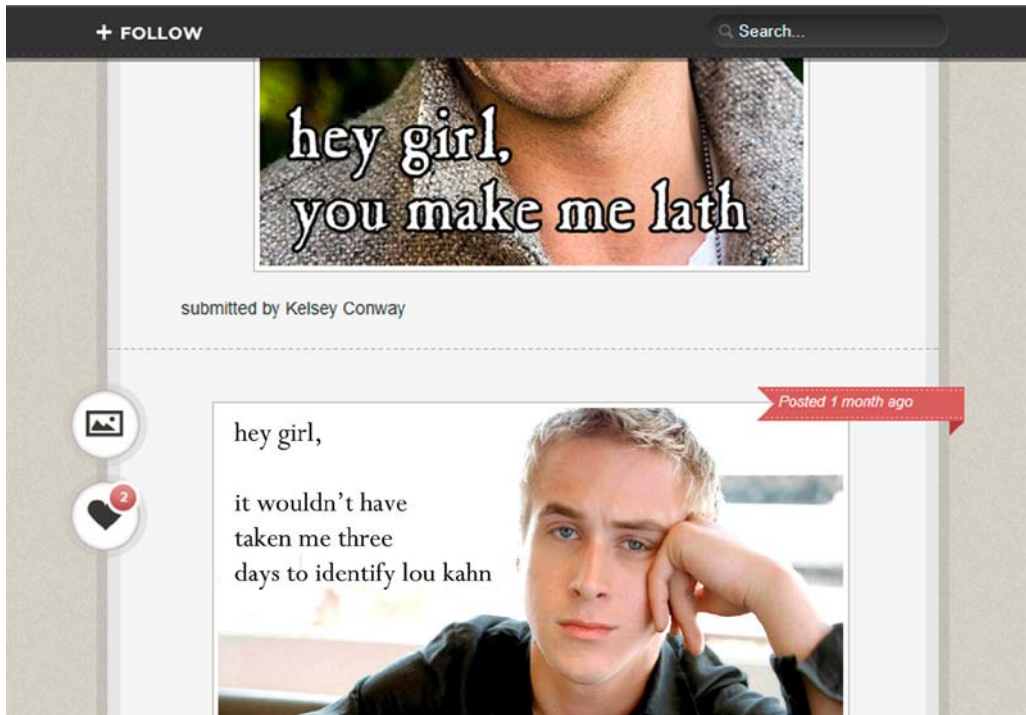 + FOLLOW
Search...
hey girl,
you make me lath
submitted by Kelsey Conway
Posted 1 month ago
hey girl,
it wouldn't have
taken me three
days to identify lou kahn
2